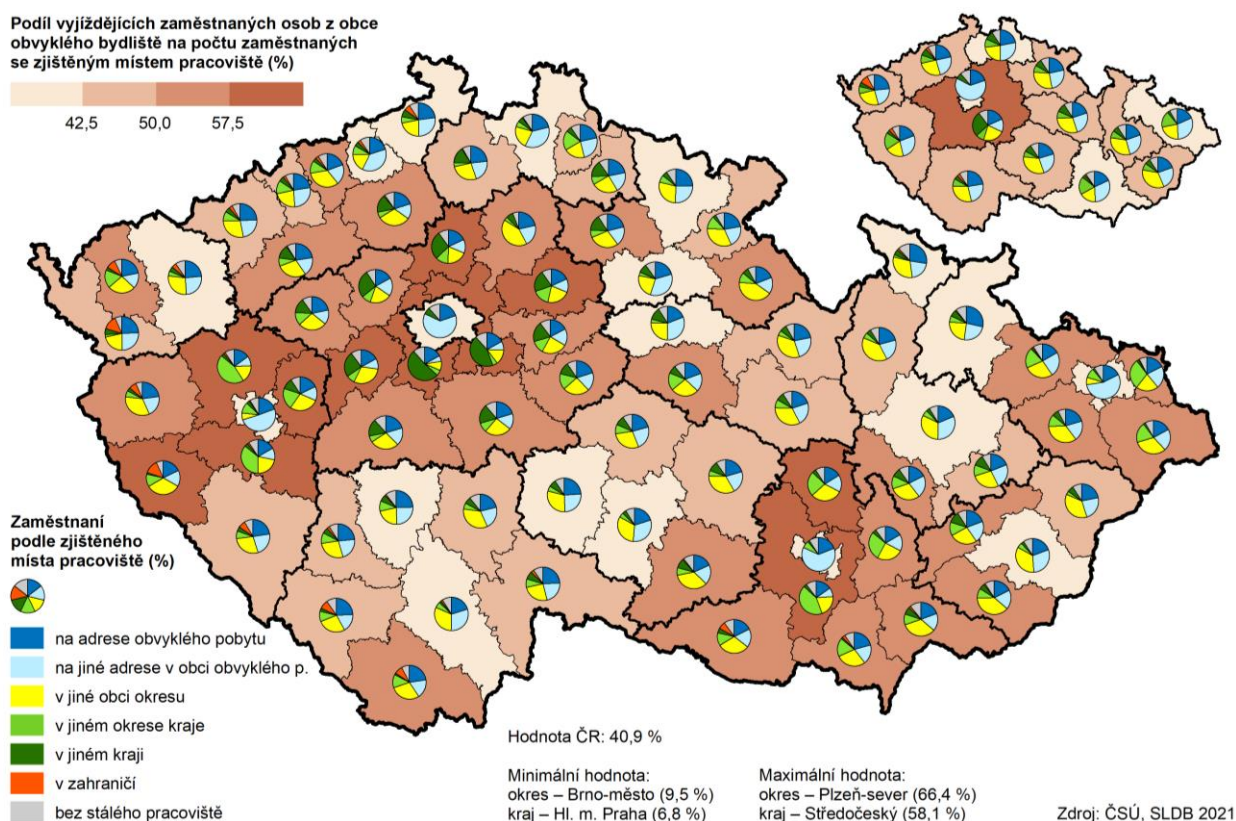 Podíl vyjíždějících zaměstnaných osob z obce
obvyklého bydliště na počtu zaměstnaných
se zjištěným místem pracoviště (%)
42,5 50,0 57,5
Zaměstnaní
podle zjištěného
místa pracoviště (%)
na adrese obvyklého pobytu
na jiné adrese v obci obvyklého p.
v jiné obci okresu
v jiném okrese kraje
v jiném kraji
v zahraničí
bez stálého pracoviště
Hodnota ČR: 40,9 %
Minimální hodnota:
okres – Brno-město (9,5 %)
kraj – Hl. m. Praha (6,8 %)
Maximální hodnota:
okres – Plzeň-sever (66,4 %)
kraj – Středočeský (58,1 %)
Zdroj: ČSÚ, SLDB 2021